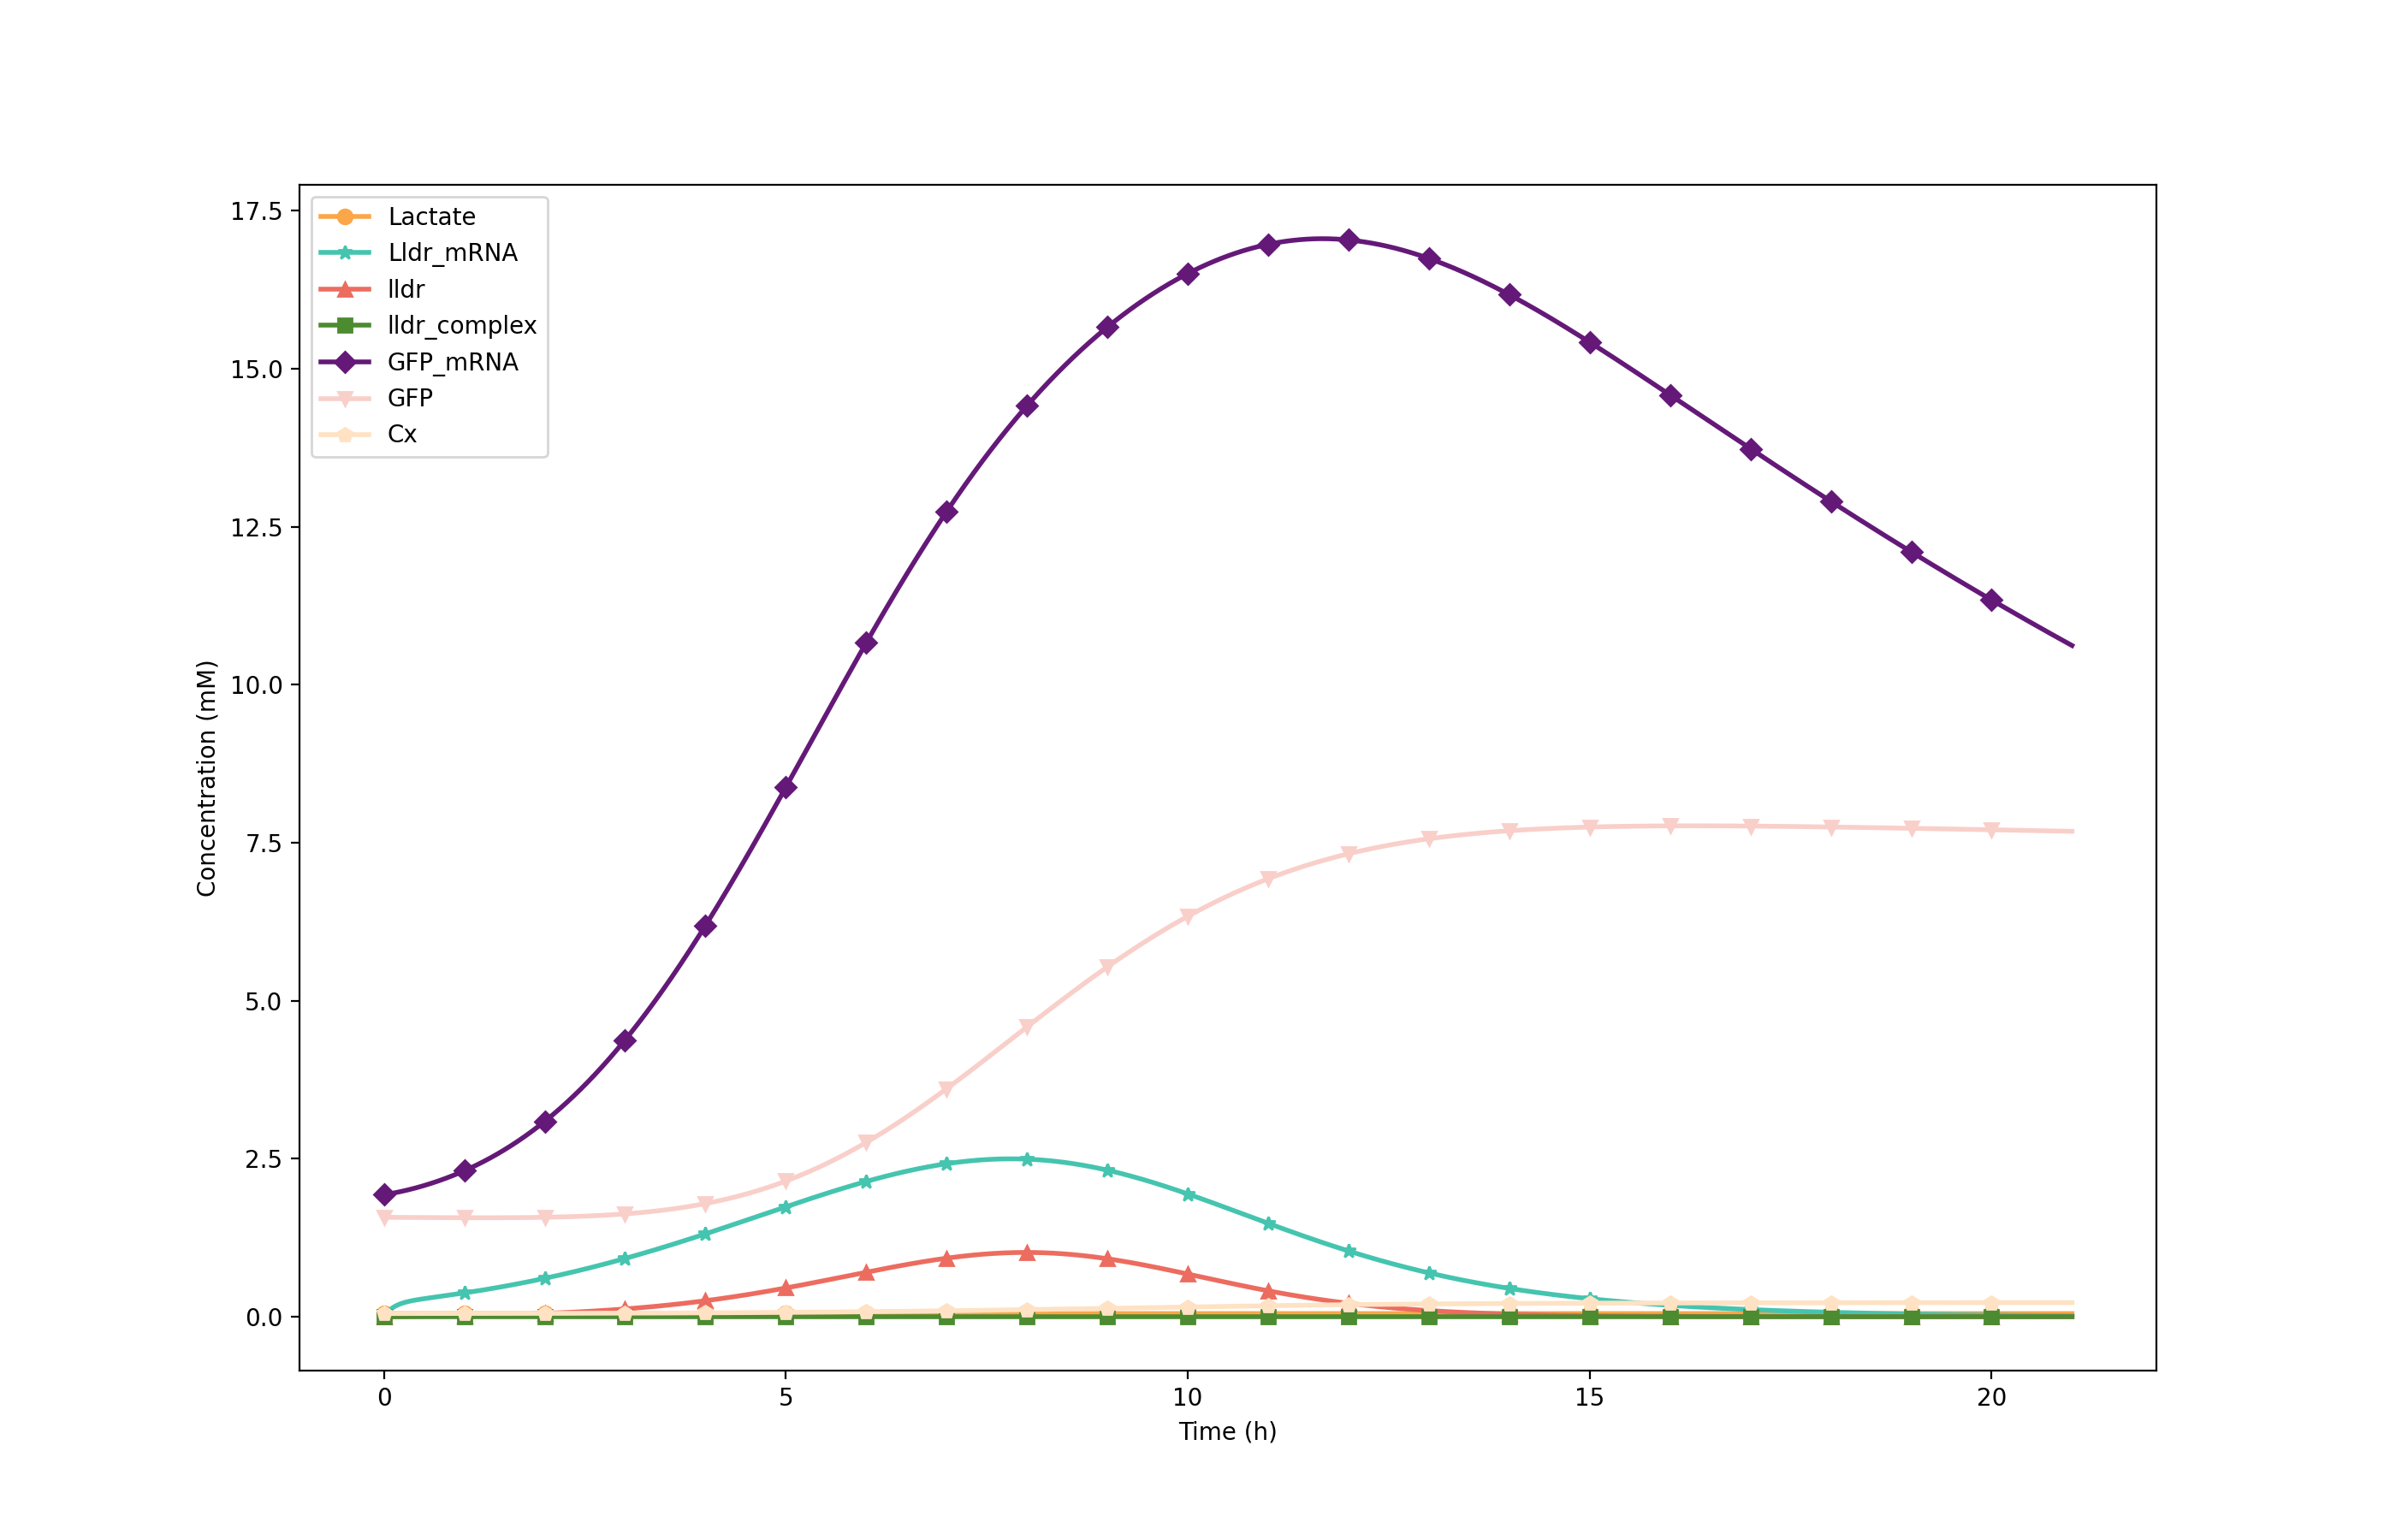 Lactate
Lldr_mRNA
lldr
lldr_complex
GFP_mRNA
GFP
Cx
17.5
15.0
12.5
10.0
7.5
5.0
2.5
0.0
Concentration (mM)
0 5 10 15 20
Time (h)